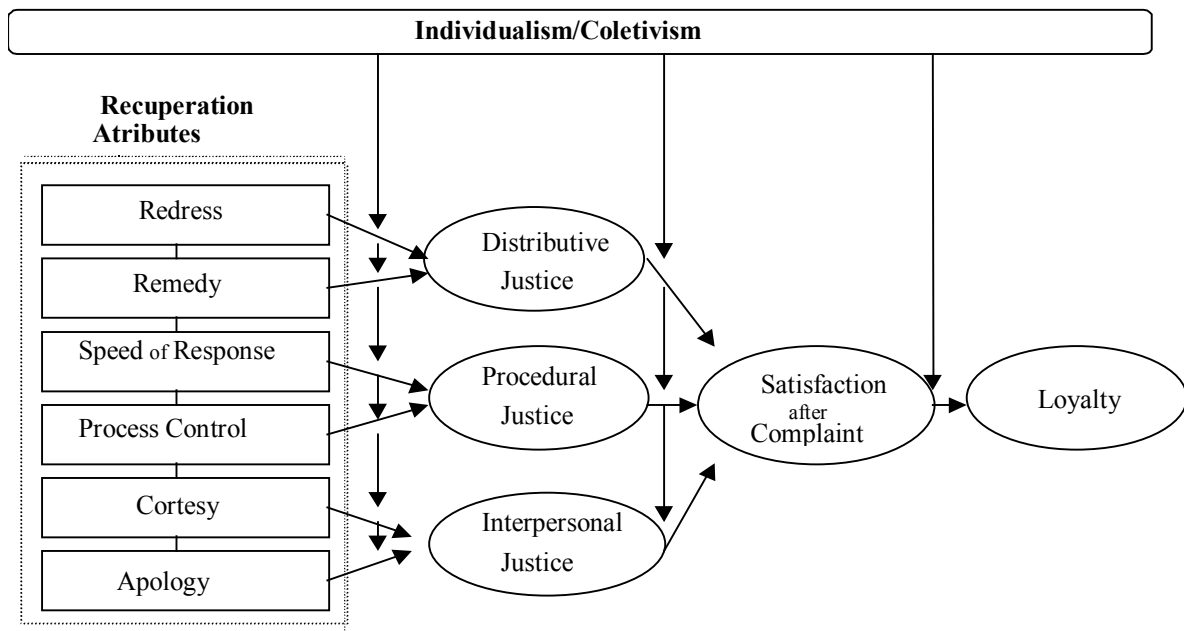 Individualism/Coletivism
Recuperation
Atributes
Redress
Remedy
Speed of Response
Process Control
Cortesy
Apology
Distributive
Justice
Procedural
Justice
Interpersonal
Justice
Satisfaction
after
Complaint
Loyalty